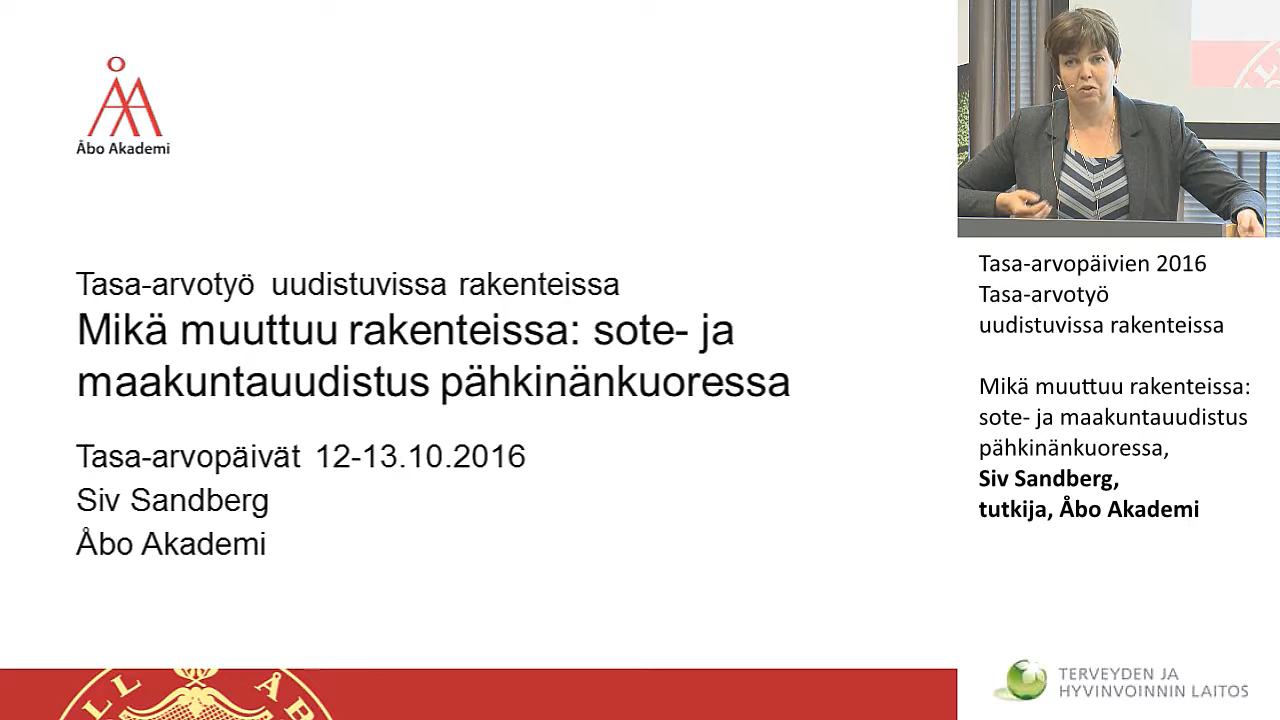 Åbo Akademi
Tasa-arvotyö uudistuvissa rakenteissa
Mikä muuttuu rakenteissa: sote- ja
maakuntauudistus pähkinänkuoressa
Tasa-arvopäivät 12-13.10.2016
Siv Sandberg
Åbo Akademi
Tasa-arvopäivien 2016
Tasa-arvotyö
uudistuvissa rakenteissa
Mikä muuttuu rakenteissa:
sote- ja maakuntauudistus
pähkinänkuoressa,
Siv Sandberg,
tutkija, Åbo Akademi
TERVEYDEN JA
HYVINVOINNIN LAITOS